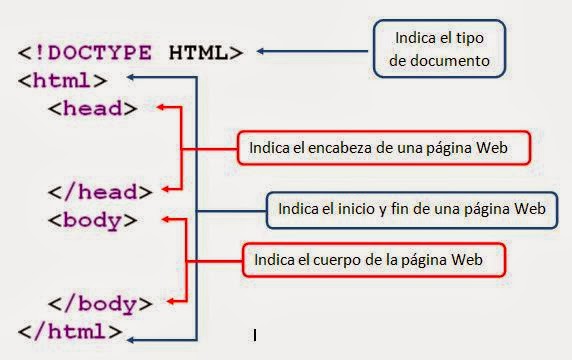 <!DOCTYPE HTML>
Indica el tipo
de documento
<html>
<head>
Indica el encabeza de una página Web
</head>
Indica el inicio y fin de una página Web
<body>
Indica el cuerpo de la página Web
</body>
</html>